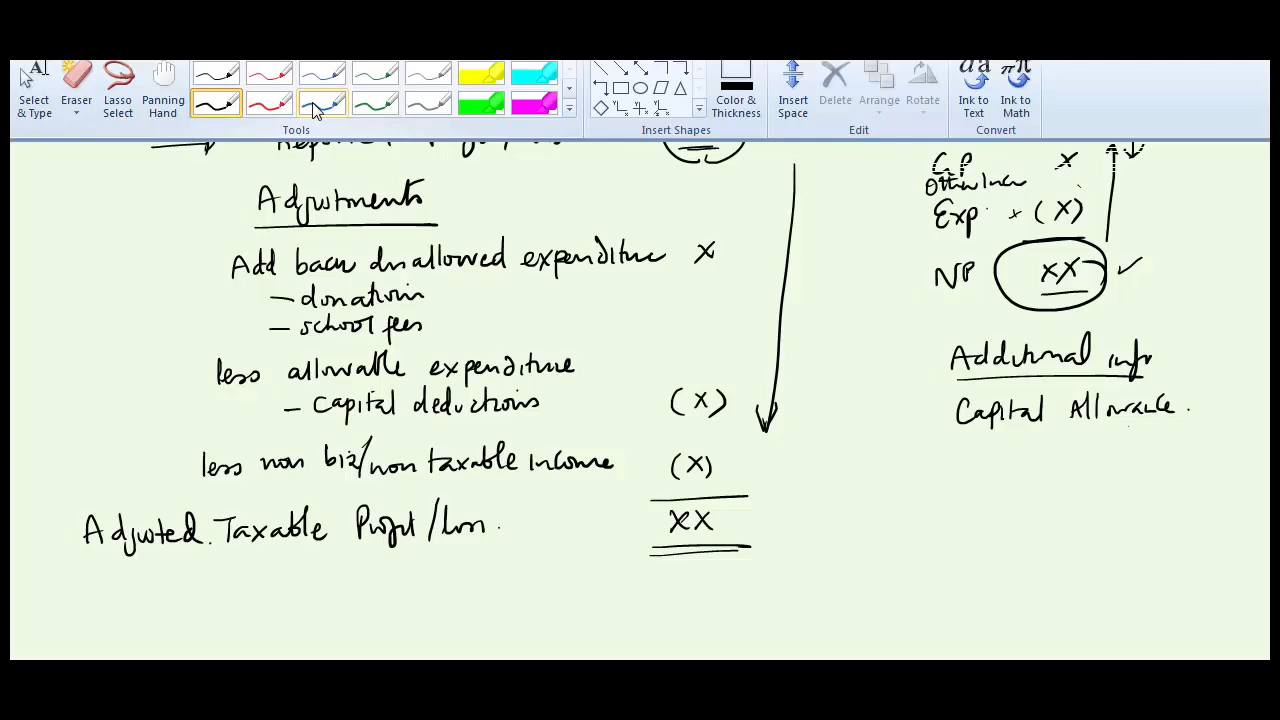 Select & Type
Eraser
Lasso Select
Panning Hand
Color & Thickness
Insert Space
Delete
Arrange
Rotate
Ink to Text
Ink to Math
Tools
Insert Shapes
Edit
Convert
Adjustments
Add back disallowed expenditure X
- donations
- school fees
less allowable expenditure
- capital deductions (X)
less non biz/non taxable income (X)
Adjusted Taxable Profit/loss. XX
GP X
Other Inc
Exp (X)
NP XX
Additional info
Capital Allowance.